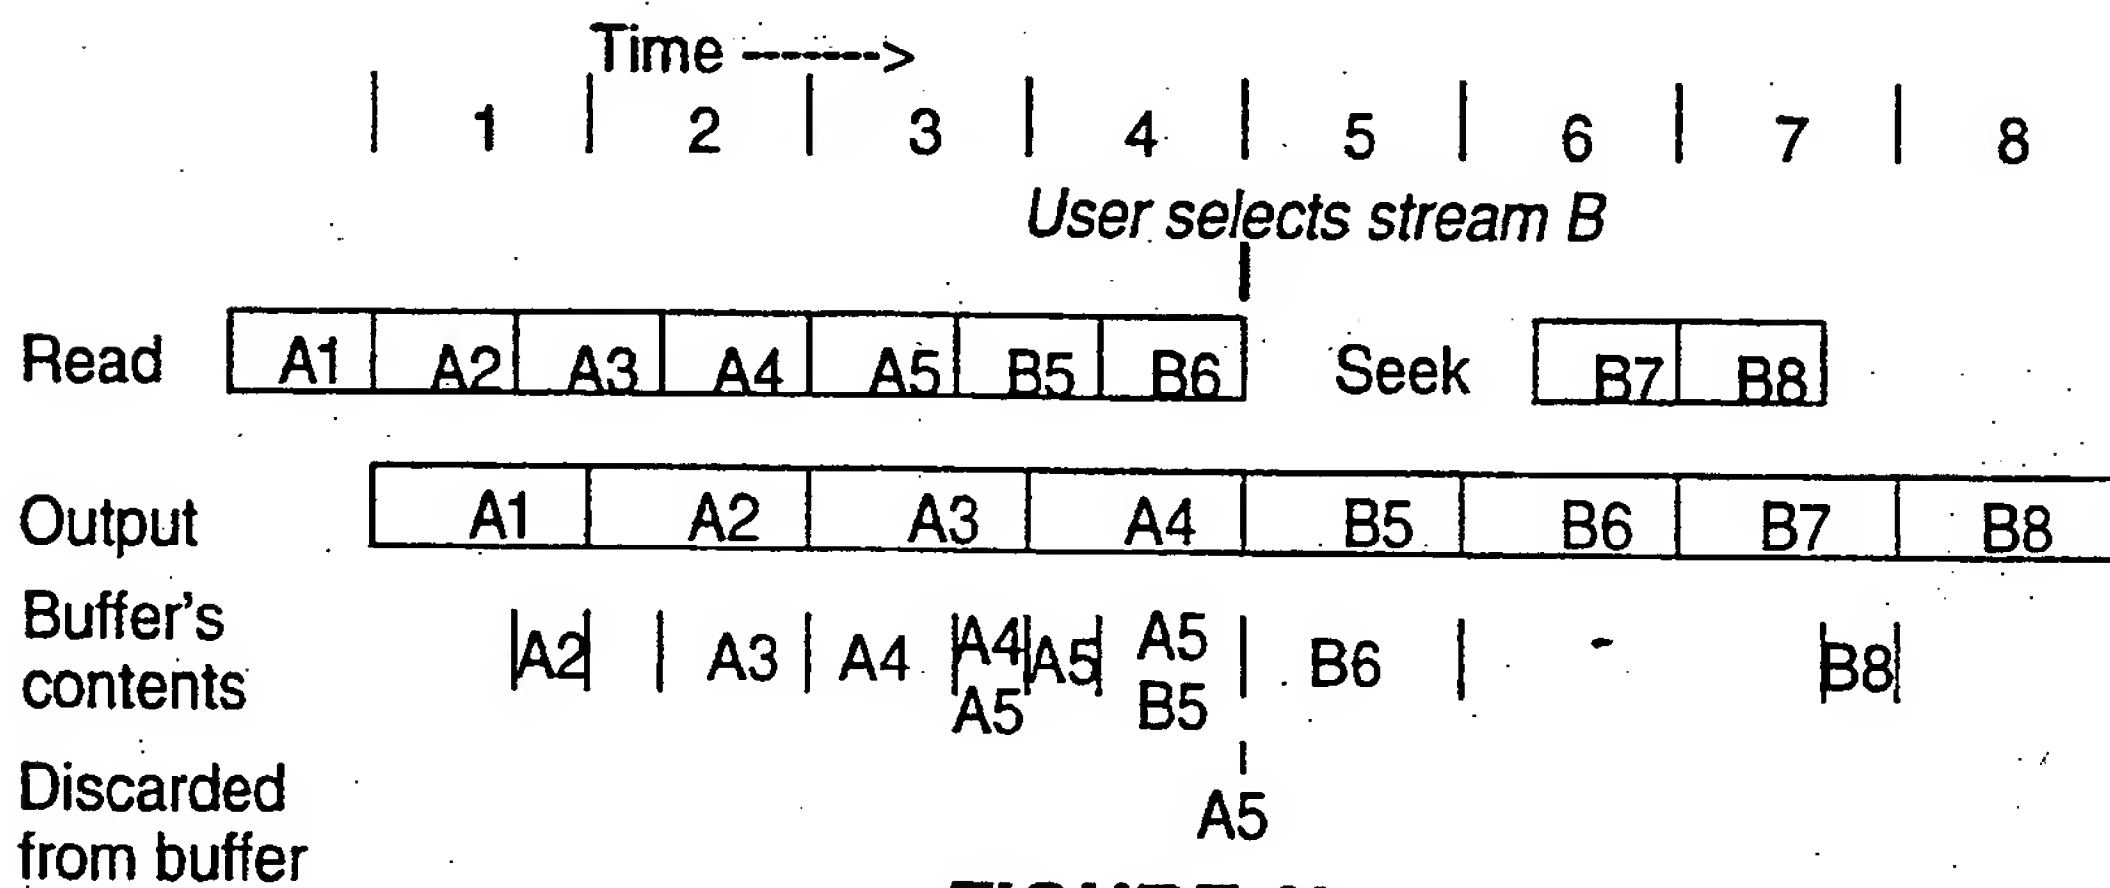 Time ------->
| 1 | 2 | 3 | 4 | 5 | 6 | 7 | 8
User selects stream B
Read A1 A2 A3 A4 A5 B5 B6 Seek B7 B8
Output A1 A2 A3 A4 B5 B6 B7 B8
Buffer's contents |A2| | A3 | A4 |A4 A5|A5| A5 B5 | B6 | - |B8|
Discarded from buffer A5